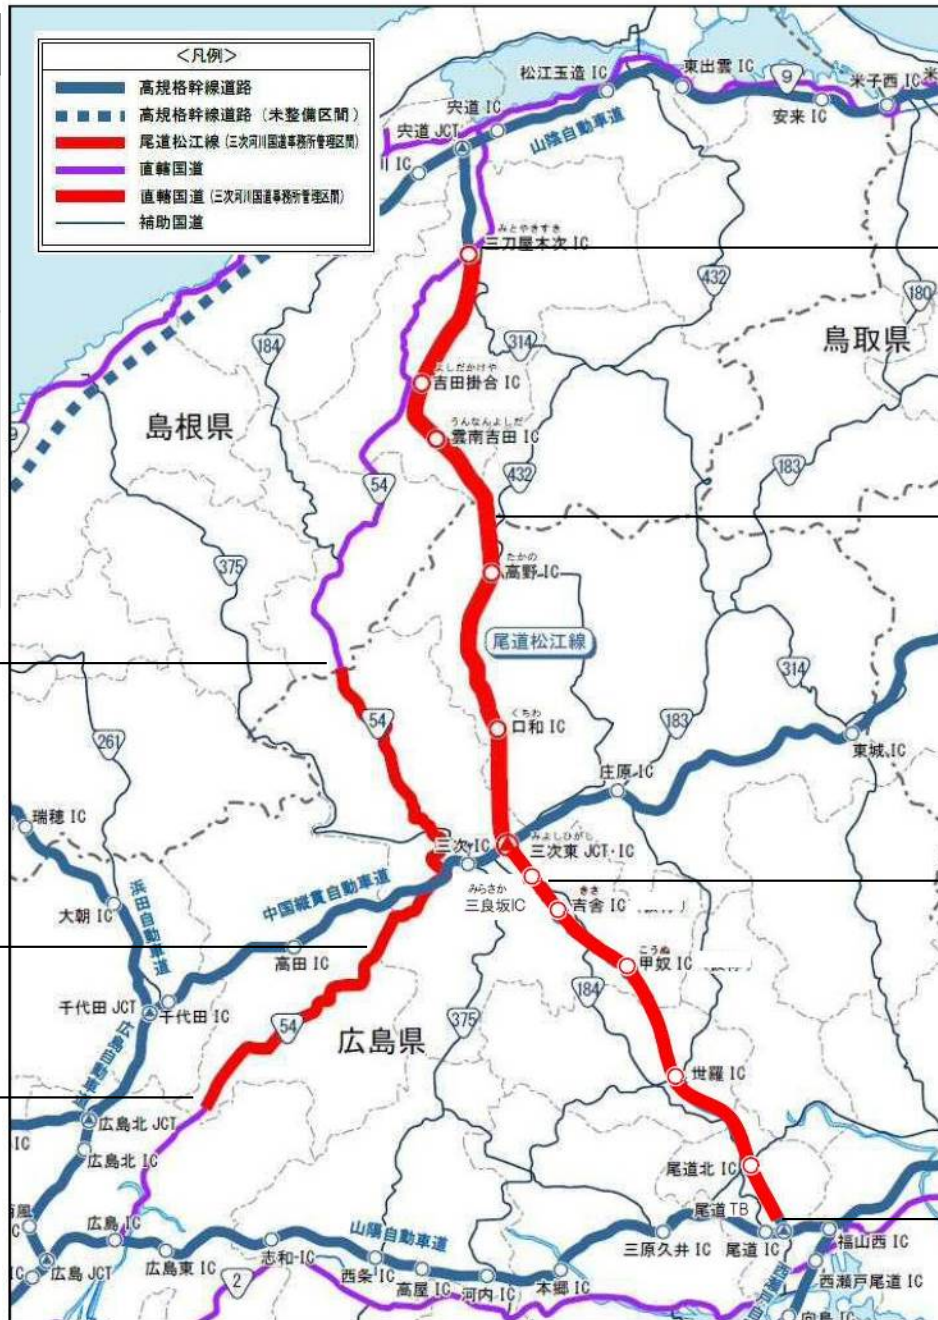 <凡例>
高規格幹線道路
高規格幹線道路（未整備区間）
尾道松江線（三次河川国道事務所管理区間）
直轄国道
直轄国道（三次河川国道事務所管理区間）
補助国道
松江玉造 IC
東出雲 IC
9
米子西 IC
米
安来 IC
宍道 IC
宍道 JCT
山陰自動車道
IC
みとやきすき
三刀屋木次 IC
432
180
鳥取県
184
314
よしだかけや
吉田掛合 IC
島根県
うんなんよしだ
雲南吉田 IC
9
54
432
183
375
たかの
高野 IC
尾道松江線
314
54
くちわ
口和 IC
183
261
東城 IC
庄原 IC
瑞穂 IC
三次 IC
みよしひがし
三次東 JCT・IC
浜田自動車道
中国縦貫自動車道
みらさか
三良坂IC
きさ
吉舎 IC
大朝 IC
高田 IC
こうぬ
甲奴 IC
184
千代田 JCT
千代田 IC
54
375
広島県
広島自動車道
世羅 IC
広島北 JCT
IC
広島北 IC
尾道北 IC
尾道TB
広島 IC
山陽自動車道
三原久井 IC
尾道 IC
福山西 IC
広島 JCT
広島東 IC
志和 IC
西条 IC
高屋 IC
河内 IC
本郷 IC
西瀬戸尾道 IC
2
向島 IC